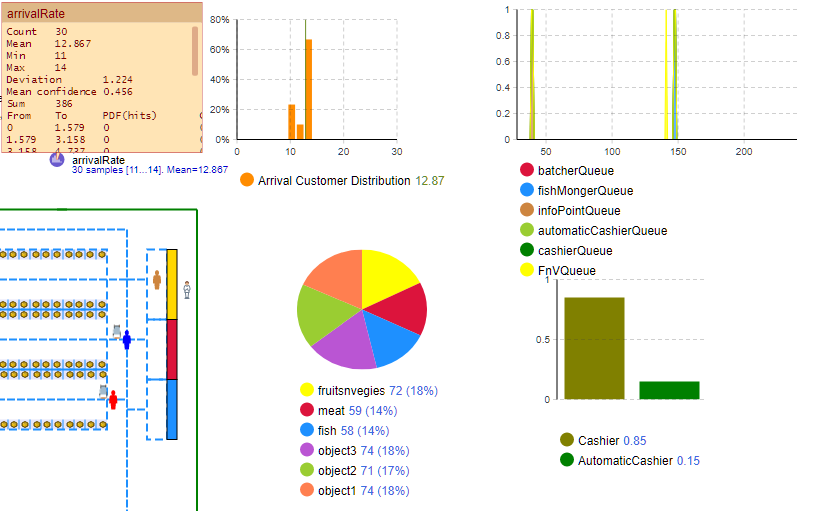 arrivalRate
Count 30
Mean 12.867
Min 11
Max 14
Deviation 1.224
Mean confidence 0.456
Sum 386
From To PDF(hits)
0 1.579 0
1.579 3.158 0
3.158 4.737 0
arrivalRate
30 samples [11...14]. Mean=12.867
80%
60%
40%
20%
0%
0 10 20 30
Arrival Customer Distribution 12.87
1
0.8
0.6
0.4
0.2
0
50 100 150 200
batcherQueue
fishMongerQueue
infoPointQueue
automaticCashierQueue
cashierQueue
FnVQueue
fruitsnvegies 72 (18%)
meat 59 (14%)
fish 58 (14%)
object3 74 (18%)
object2 71 (17%)
object1 74 (18%)
1
0.5
0
Cashier 0.85
AutomaticCashier 0.15